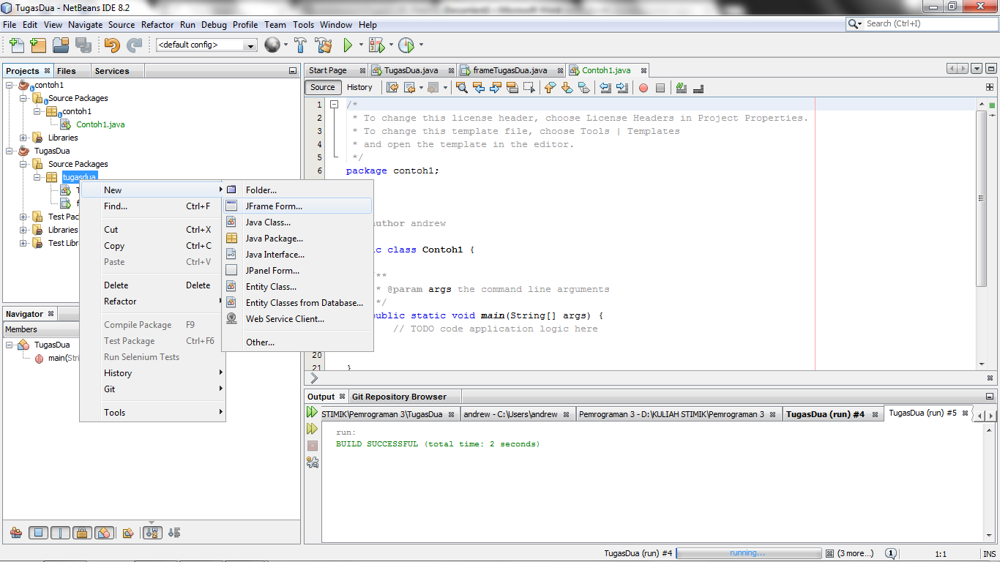 TugasDua - NetBeans IDE 8.2
File Edit View Navigate Source Refactor Run Debug Profile Team Tools Window Help
Search (Ctrl+I)
<default config>
Projects Files Services
contoh1
Source Packages
contoh1
Contoh1.java
Libraries
TugasDua
Source Packages
tugasdua
T
f
Test Pac
Libraries
Test Libr
New
Find... Ctrl+F
Cut Ctrl+X
Copy Ctrl+C
Paste Ctrl+V
Delete Delete
Refactor
Compile Package F9
Test Package Ctrl+F6
Run Selenium Tests
History
Git
Tools
Folder...
JFrame Form...
Java Class...
Java Package...
Java Interface...
JPanel Form...
Entity Class...
Entity Classes from Database...
Web Service Client...
Other...
Navigator
Members
TugasDua
main(Stri
Start Page TugasDua.java frameTugasDua.java Contoh1.java
Source History
1 /*
2 * To change this license header, choose License Headers in Project Properties.
3 * To change this template file, choose Tools | Templates
4 * and open the template in the editor.
5 */
6 package contoh1;
author andrew
c class Contoh1 {
**
* @param args the command line arguments
*/
public static void main(String[] args) {
// TODO code application logic here
20
21 }
Output Git Repository Browser
STIMIK\Pemrograman 3\TugasDua andrew - C:\Users\andrew Pemrograman 3 - D:\KULIAH STIMIK\Pemrograman 3 TugasDua (run) #4 TugasDua (run) #5
run:
BUILD SUCCESSFUL (total time: 2 seconds)
TugasDua (run) #4 running... (3 more...) 1 1:1 INS